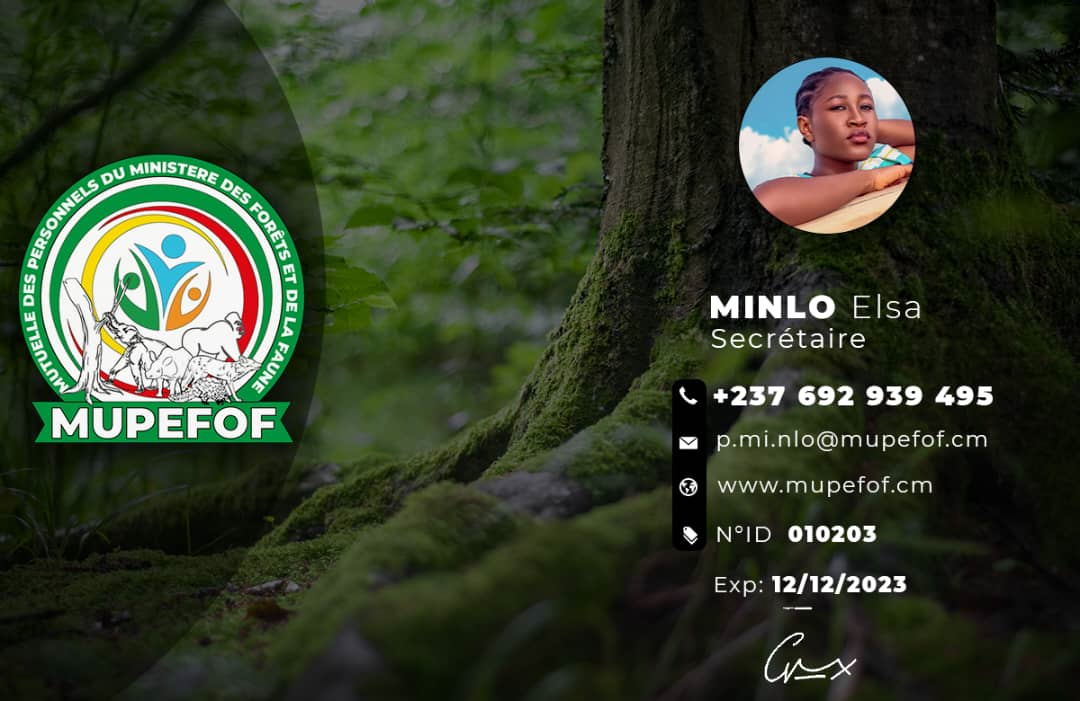 MUTUELLE DES PERSONNELS DU MINISTERE DES FORÊTS ET DE LA FAUNE
MUPEFOF
MINLO Elsa
Secrétaire
+237 692 939 495
p.mi.nlo@mupefof.cm
www.mupefof.cm
N°ID 010203
Exp: 12/12/2023